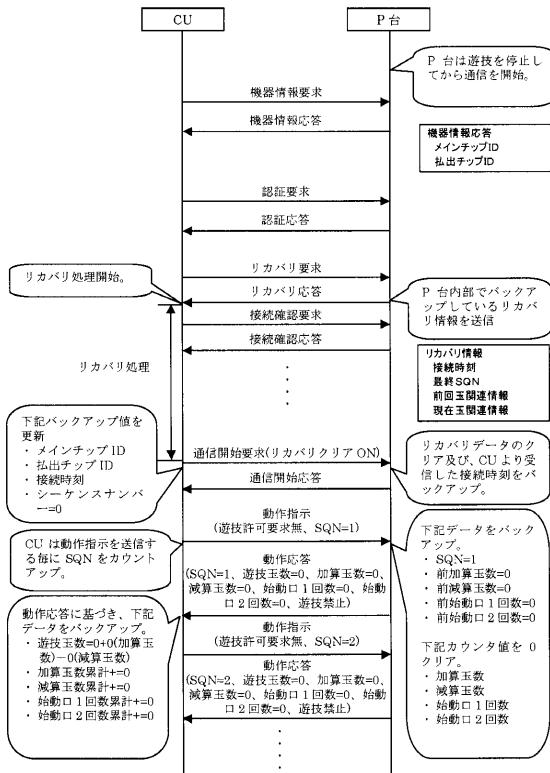 CU
P 台
P 台は遊技を停止し
てから通信を開始。
機器情報要求
機器情報応答
機器情報応答
メインチップID
払出チップID
認証要求
認証応答
リカバリ要求
リカバリ処理開始。
リカバリ応答
P 台内部でバックア
ップしているリカバ
リ情報を送信
接続確認要求
接続確認応答
リカバリ処理
リカバリ情報
接続時刻
最終SQN
前回玉関連情報
現在玉関連情報
下記バックアップ値を
更新
・ メインチップ ID
・ 払出チップ ID
・ 接続時刻
・ シーケンスナンバ
ー=0
通信開始要求(リカバリクリア ON)
リカバリデータのク
リア及び、CU より受
信した接続時刻をバ
ックアップ。
通信開始応答
動作指示
(遊技許可要求無、SQN=1)
CU は動作指示を送信す
る毎に SQN をカウント
アップ。
下記データをバックア
ップ。
・ SQN=1
・ 前加算玉数=0
・ 前減算玉数=0
・ 前始動口 1 回数=0
・ 前始動口 2 回数=0
下記カウンタ値を 0
クリア。
・ 加算玉数
・ 減算玉数
・ 始動口 1 回数
・ 始動口 2 回数
動作応答
(SQN=1、遊技玉数=0、加算玉数=0、
減算玉数=0、始動口 1 回数=0、始動
口 2 回数=0、遊技禁止)
動作応答に基づき、下記
データをバックアップ。
・ 遊技玉数=0+0(加算玉
数)−0(減算玉数)
・ 加算玉数累計+=0
・ 減算玉数累計+=0
・ 始動口 1 回数累計+=0
・ 始動口 2 回数累計+=0
動作指示
(遊技許可要求無、SQN=2)
動作応答
(SQN=2、遊技玉数=0、加算玉数=0、
減算玉数=0、始動口 1 回数=0、始動
口 2 回数=0、遊技禁止)